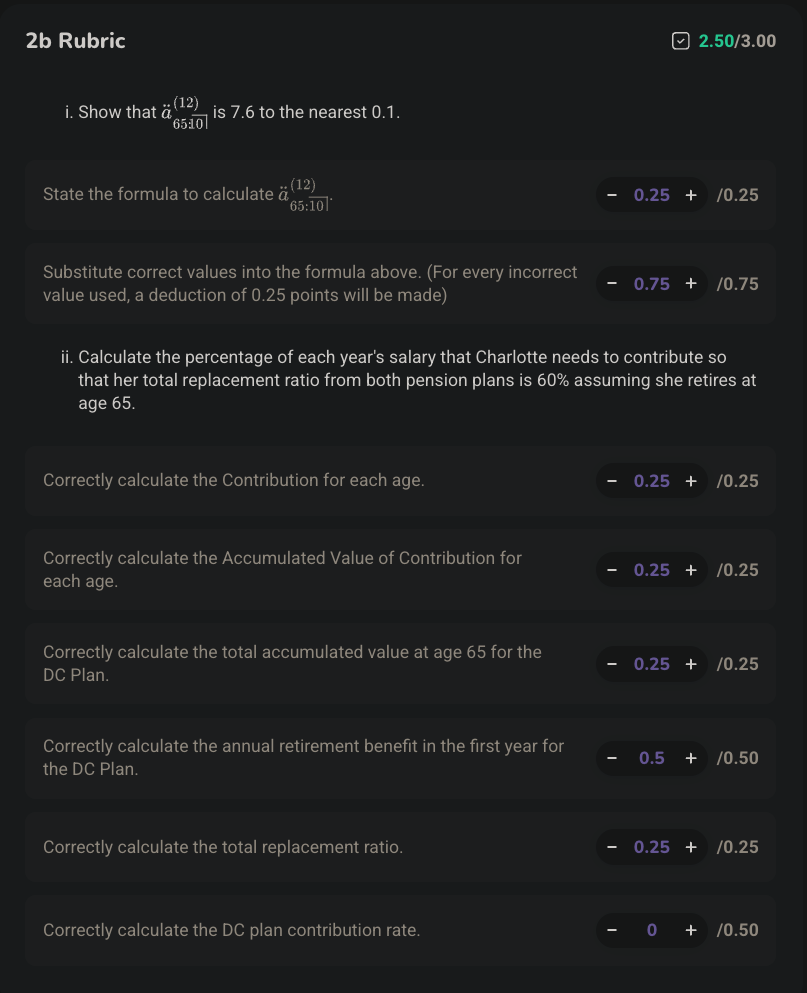 2b Rubric 2.50/3.00
i. Show that ä^{(12)}_{65:\overline{10|}} is 7.6 to the nearest 0.1.
State the formula to calculate ä^{(12)}_{65:\overline{10|}}. − 0.25 + /0.25
Substitute correct values into the formula above. (For every incorrect
value used, a deduction of 0.25 points will be made) − 0.75 + /0.75
ii. Calculate the percentage of each year's salary that Charlotte needs to contribute so
that her total replacement ratio from both pension plans is 60% assuming she retires at
age 65.
Correctly calculate the Contribution for each age. − 0.25 + /0.25
Correctly calculate the Accumulated Value of Contribution for
each age. − 0.25 + /0.25
Correctly calculate the total accumulated value at age 65 for the
DC Plan. − 0.25 + /0.25
Correctly calculate the annual retirement benefit in the first year for
the DC Plan. − 0.5 + /0.50
Correctly calculate the total replacement ratio. − 0.25 + /0.25
Correctly calculate the DC plan contribution rate. − 0 + /0.50